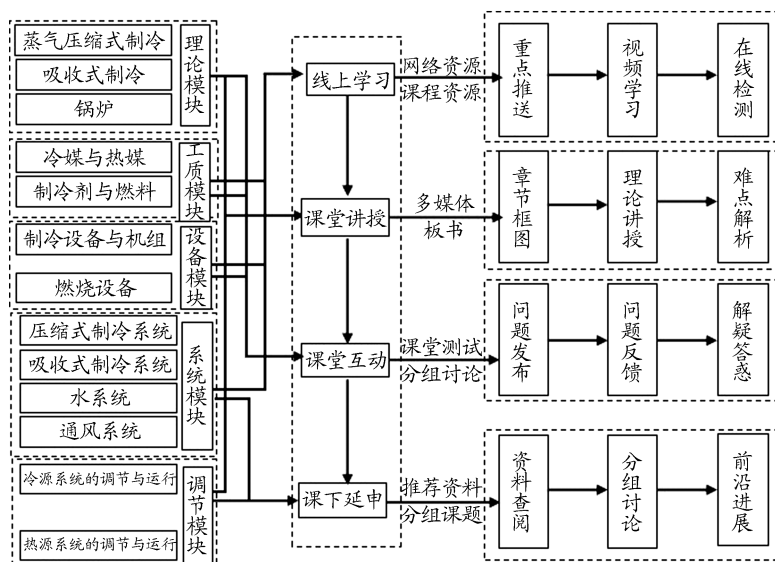 蒸气压缩式制冷
吸收式制冷
锅炉
理论模块
冷媒与热媒
制冷剂与燃料
工质模块
制冷设备与机组
燃烧设备
设备模块
压缩式制冷系统
吸收式制冷系统
水系统
通风系统
系统模块
冷源系统的调节与运行
热源系统的调节与运行
调节模块
线上学习
网络资源
课程资源
重点推送
视频学习
在线检测
课堂讲授
多媒体
板书
章节框图
理论讲授
难点解析
课堂互动
课堂测试
分组讨论
问题发布
问题反馈
解疑答惑
课下延申
推荐资料
分组课题
资料查阅
分组讨论
前沿进展